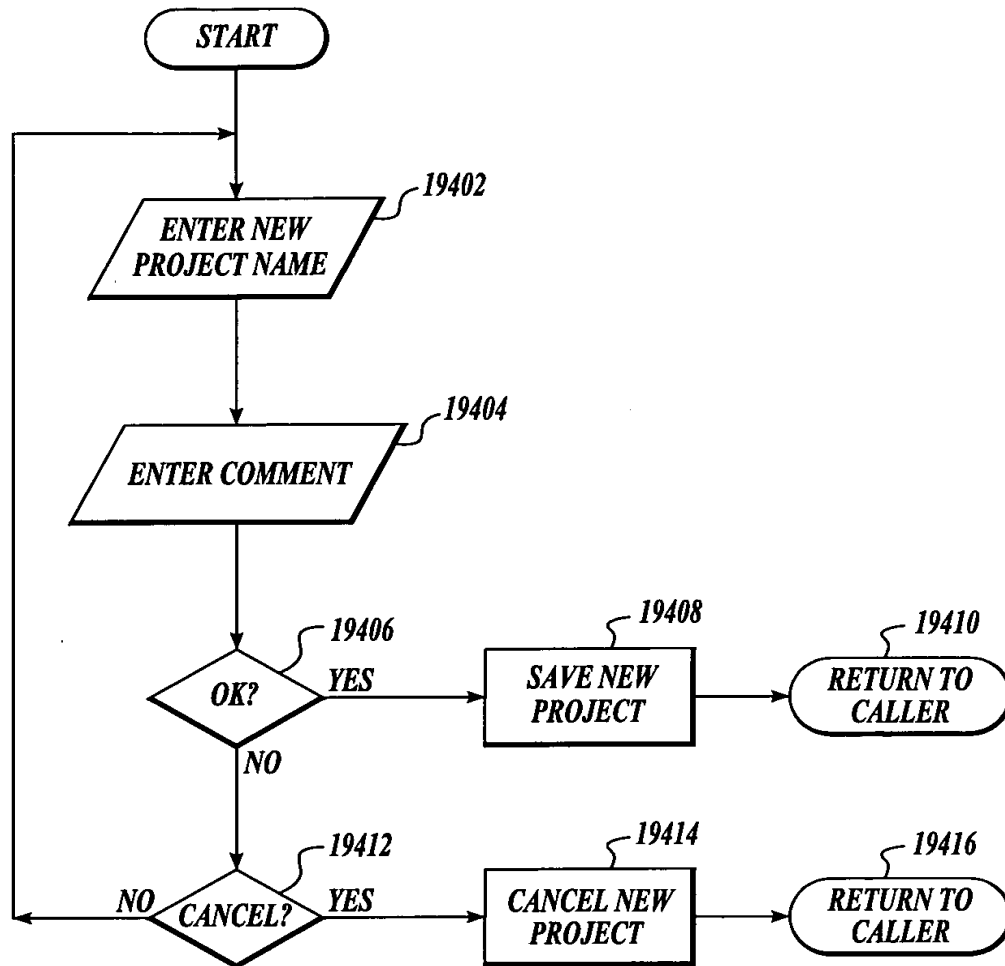 START
19402
ENTER NEW
PROJECT NAME
19404
ENTER COMMENT
19406
OK?
YES
19408
SAVE NEW
PROJECT
19410
RETURN TO
CALLER
NO
19412
CANCEL?
NO
YES
19414
CANCEL NEW
PROJECT
19416
RETURN TO
CALLER